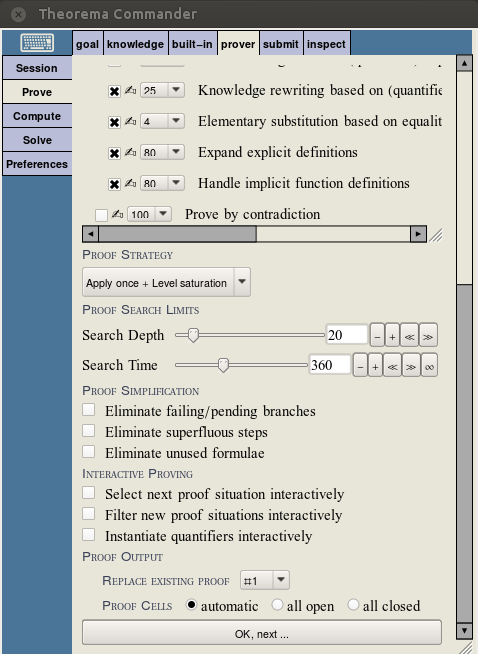 Theorema Commander
goal knowledge built-in prover submit inspect
Session
Prove
Compute
Solve
Preferences
25 Knowledge rewriting based on (quantifie
4 Elementary substitution based on equalit
80 Expand explicit definitions
80 Handle implicit function definitions
100 Prove by contradiction
Proof Strategy
Apply once + Level saturation
Proof Search Limits
Search Depth 20 - + ≪ ≫
Search Time 360 - + ≪ ≫ ∞
Proof Simplification
Eliminate failing/pending branches
Eliminate superfluous steps
Eliminate unused formulae
Interactive Proving
Select next proof situation interactively
Filter new proof situations interactively
Instantiate quantifiers interactively
Proof Output
Replace existing proof #1
Proof Cells automatic all open all closed
OK, next ...